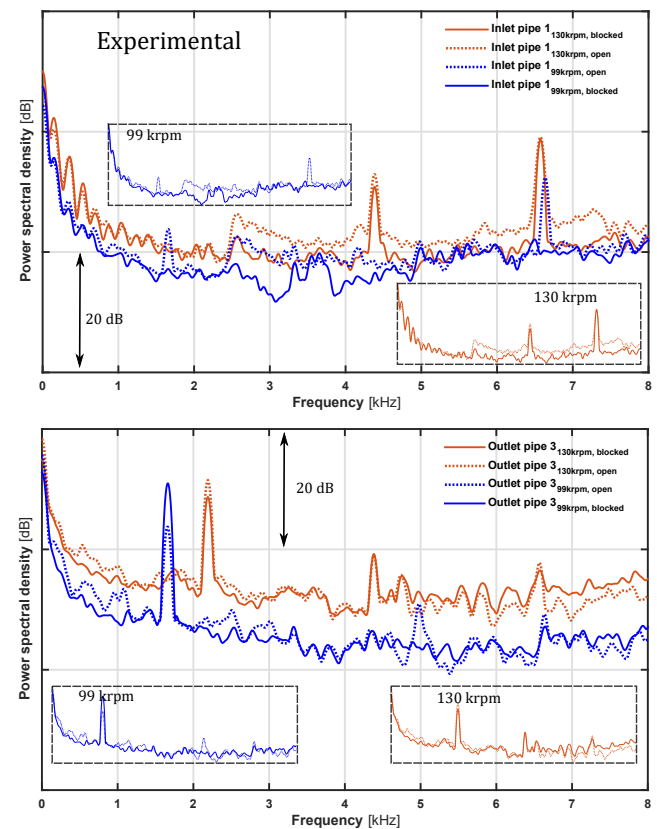 Experimental
Inlet pipe 1130krpm, blocked
Inlet pipe 1130krpm, open
Inlet pipe 199krpm, open
Inlet pipe 199krpm, blocked
Power spectral density [dB]
99 krpm
20 dB
130 krpm
0 1 2 3 4 5 6 7 8
Frequency [kHz]
Outlet pipe 3130krpm, blocked
Outlet pipe 3130krpm, open
Outlet pipe 399krpm, open
Outlet pipe 399krpm, blocked
20 dB
Power spectral density [dB]
99 krpm
130 krpm
0 1 2 3 4 5 6 7 8
Frequency [kHz]